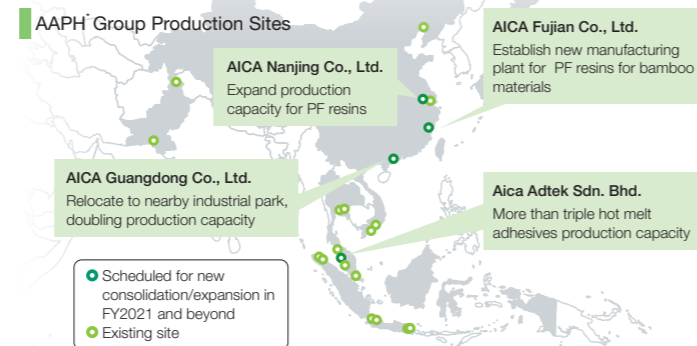 AAPH* Group Production Sites
AICA Fujian Co., Ltd.
Establish new manufacturing
plant for PF resins for bamboo
materials
AICA Nanjing Co., Ltd.
Expand production
capacity for PF resins
AICA Guangdong Co., Ltd.
Relocate to nearby industrial park,
doubling production capacity
Aica Adtek Sdn. Bhd.
More than triple hot melt
adhesives production capacity
Scheduled for new
consolidation/expansion in
FY2021 and beyond
Existing site